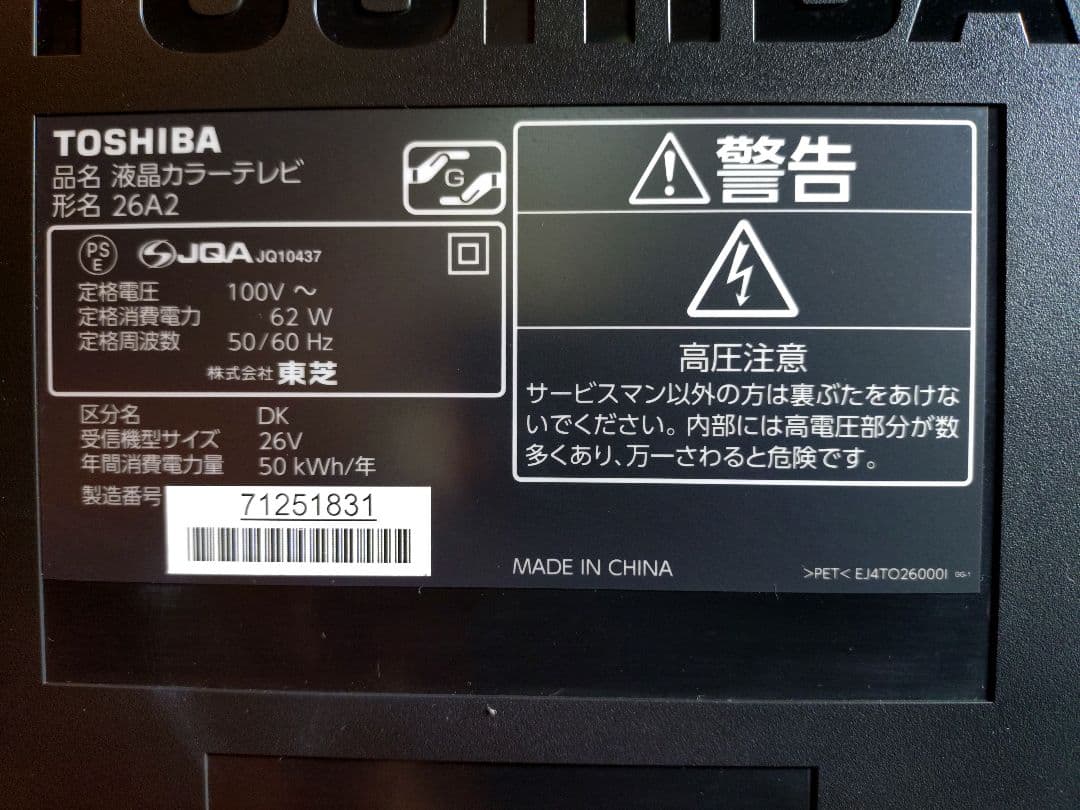 TOSHIBA
TOSHIBA
品名 液晶カラーテレビ
形名 26A2
G
PS
E
JQA JQ10437
定格電圧 100V ～
定格消費電力 62 W
定格周波数 50/60 Hz
株式会社 東芝
区分名 DK
受信機型サイズ 26V
年間消費電力量 50 kWh/年
製造番号 71251831
警告
高圧注意
サービスマン以外の方は裏ぶたをあけな
いでください。内部には高電圧部分が数
多くあり、万一さわると危険です。
MADE IN CHINA
>PET< EJ4TO26000I GG-1